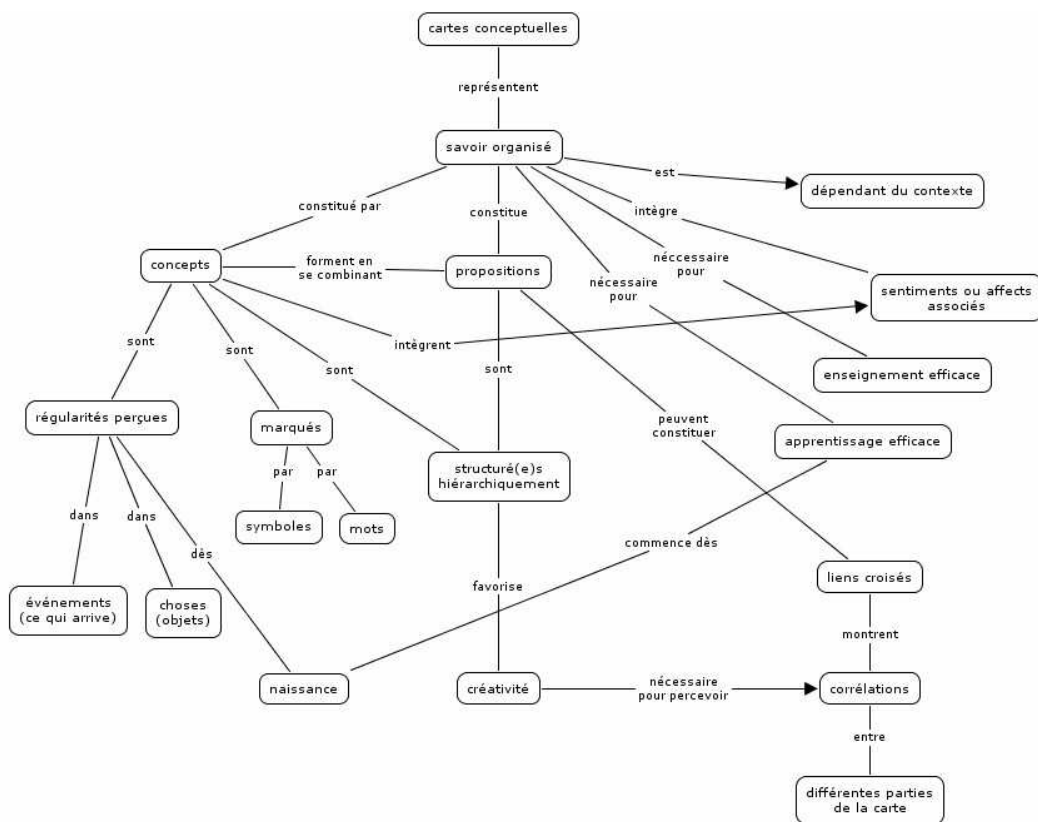 cartes conceptuelles
représentent
savoir organisé
est
dépendant du contexte
constitué par
constitue
intègre
concepts
forment en
se combinant
propositions
nécessaire
pour
néccessaire
pour
sentiments ou affects
associés
sont
sont
sont
intègrent
sont
enseignement efficace
régularités perçues
marqués
peuvent
constituer
apprentissage efficace
structuré(e)s
hiérarchiquement
par
par
dans
dans
symboles
mots
dès
commence dès
événements
(ce qui arrive)
choses
(objets)
favorise
liens croisés
montrent
naissance
créativité
nécessaire
pour percevoir
corrélations
entre
différentes parties
de la carte